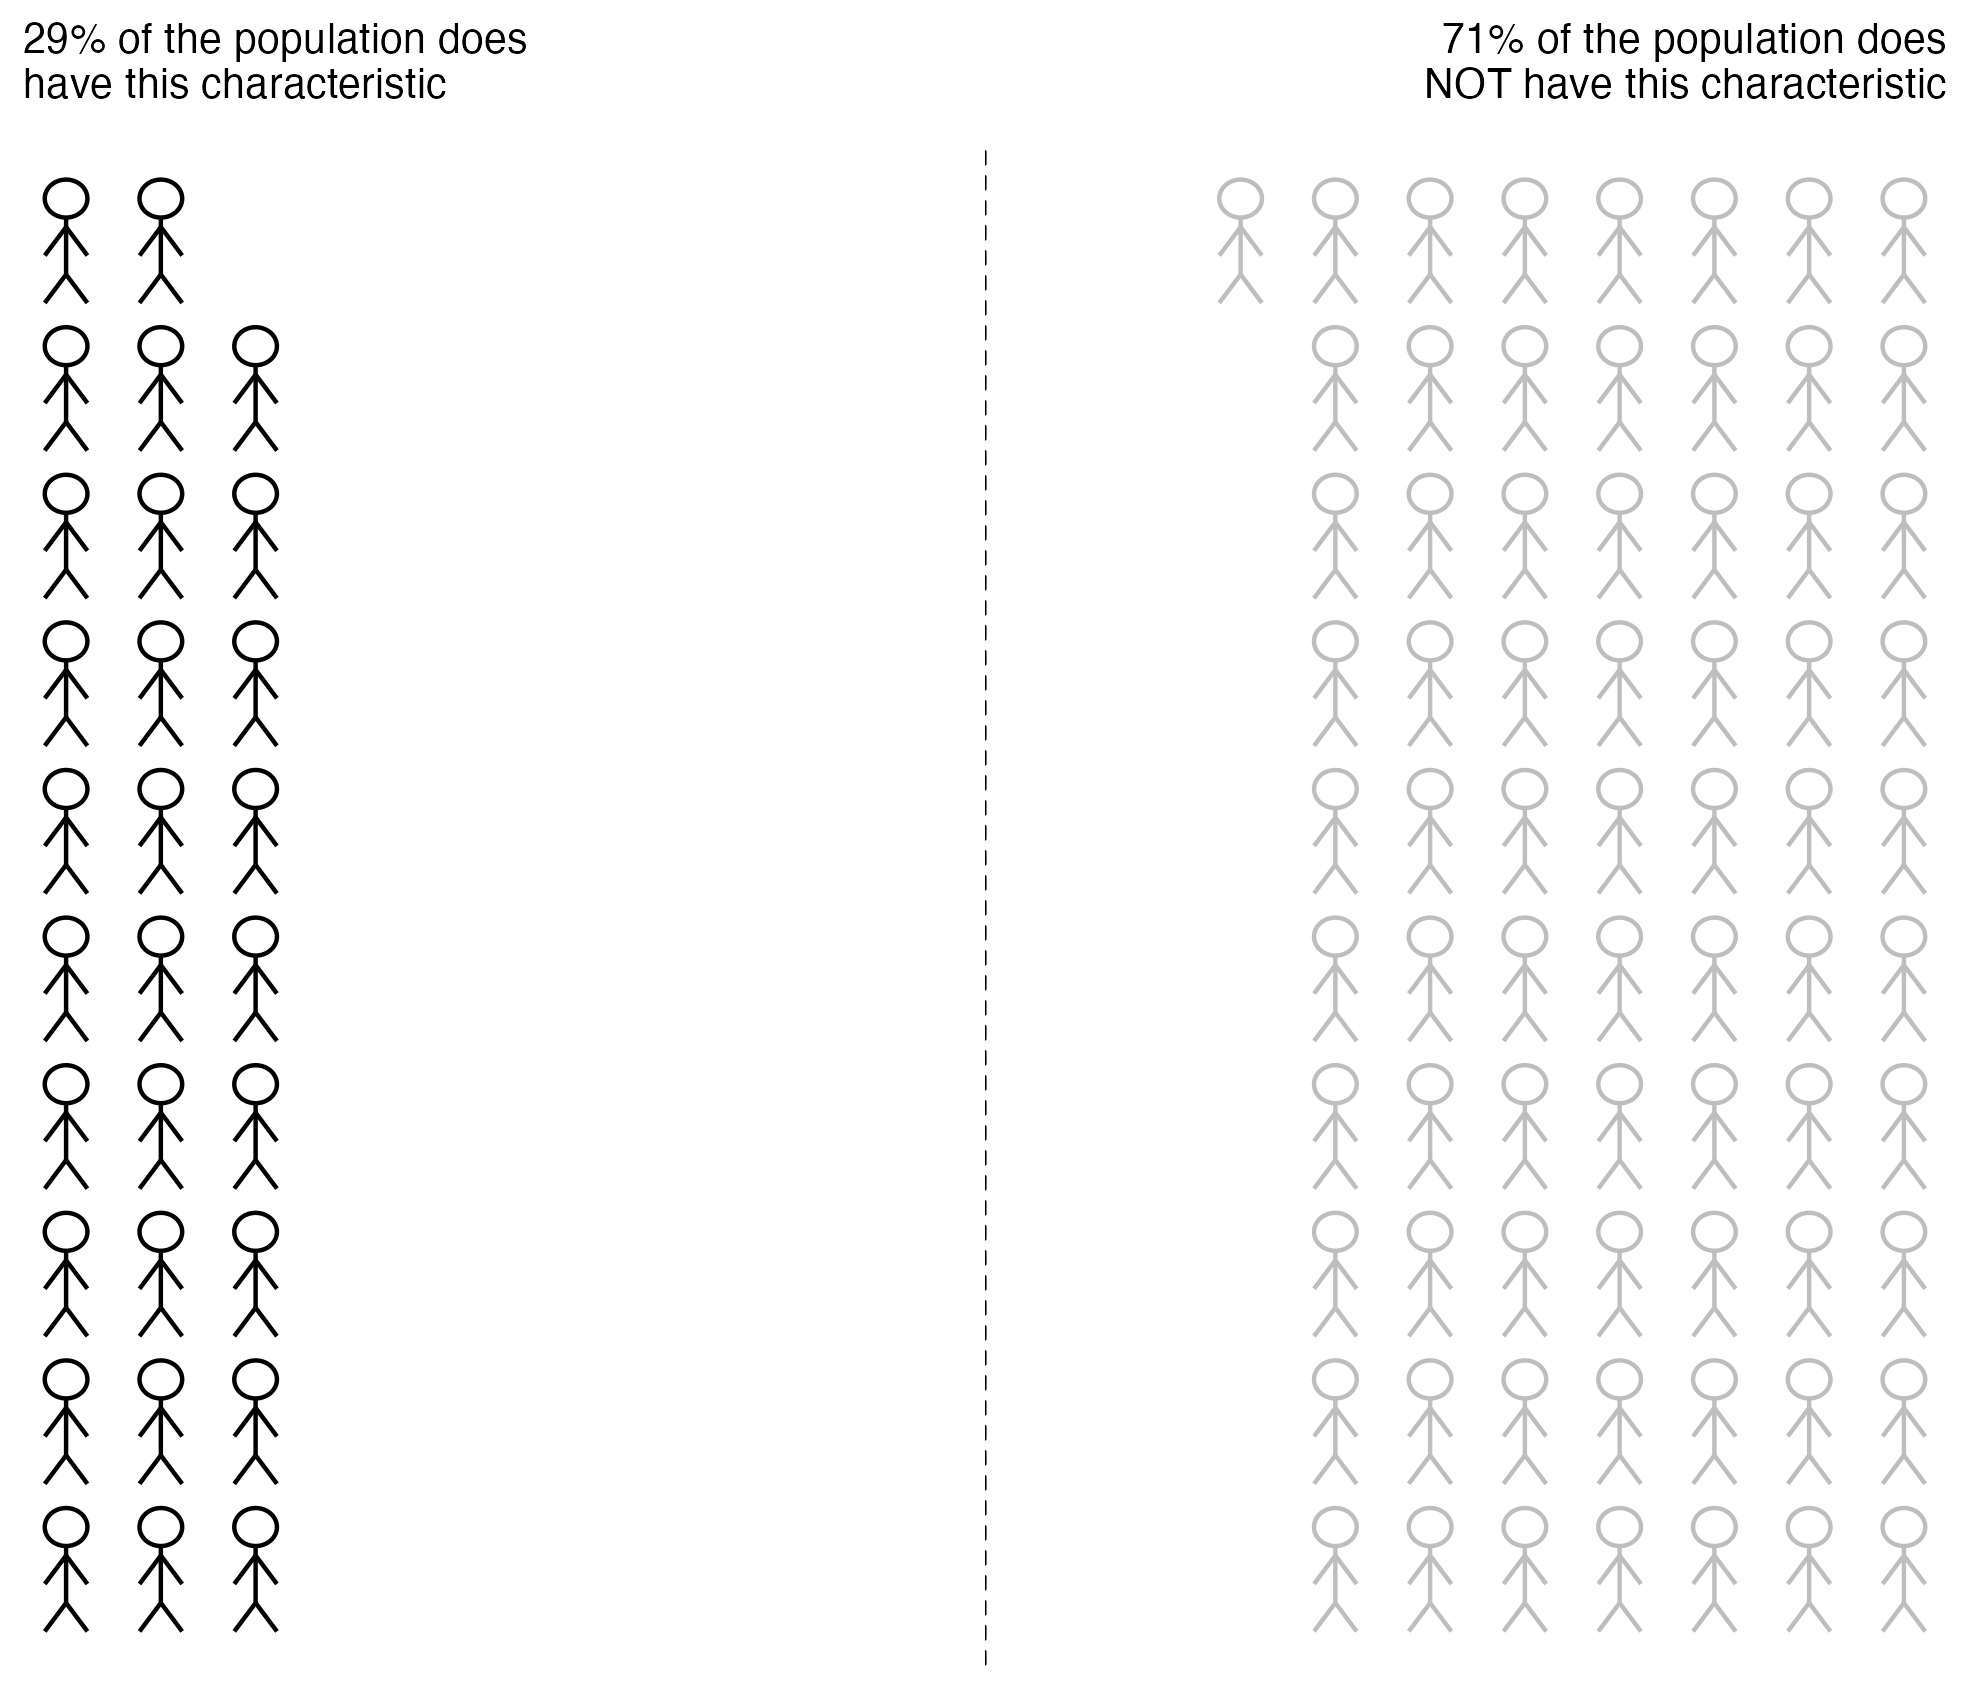 29% of the population does
have this characteristic
71% of the population does
NOT have this characteristic